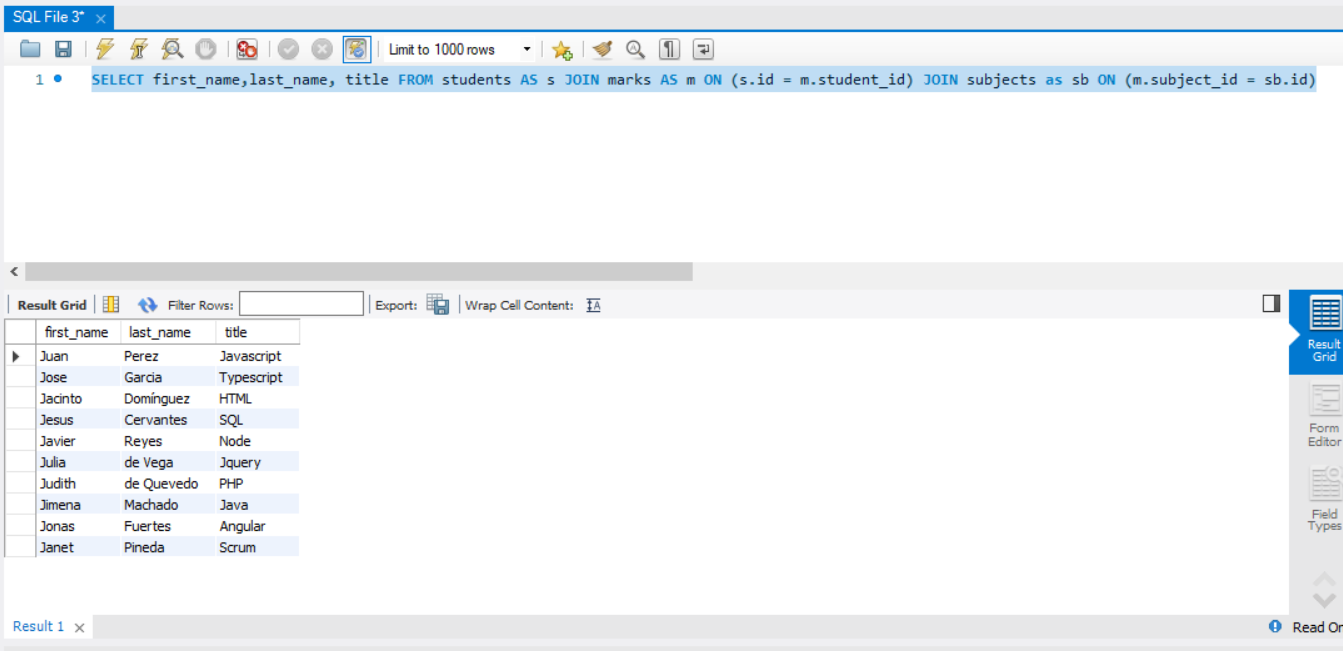 SQL File 3*
Limit to 1000 rows
1 SELECT first_name,last_name, title FROM students AS s JOIN marks AS m ON (s.id = m.student_id) JOIN subjects as sb ON (m.subject_id = sb.id)
Result Grid Filter Rows: Export: Wrap Cell Content:
first_name last_name title
Juan Perez Javascript
Jose Garcia Typescript
Jacinto Domínguez HTML
Jesus Cervantes SQL
Javier Reyes Node
Julia de Vega Jquery
Judith de Quevedo PHP
Jimena Machado Java
Jonas Fuertes Angular
Janet Pineda Scrum
Result
Grid
Form
Editor
Field
Types
Result 1 Read